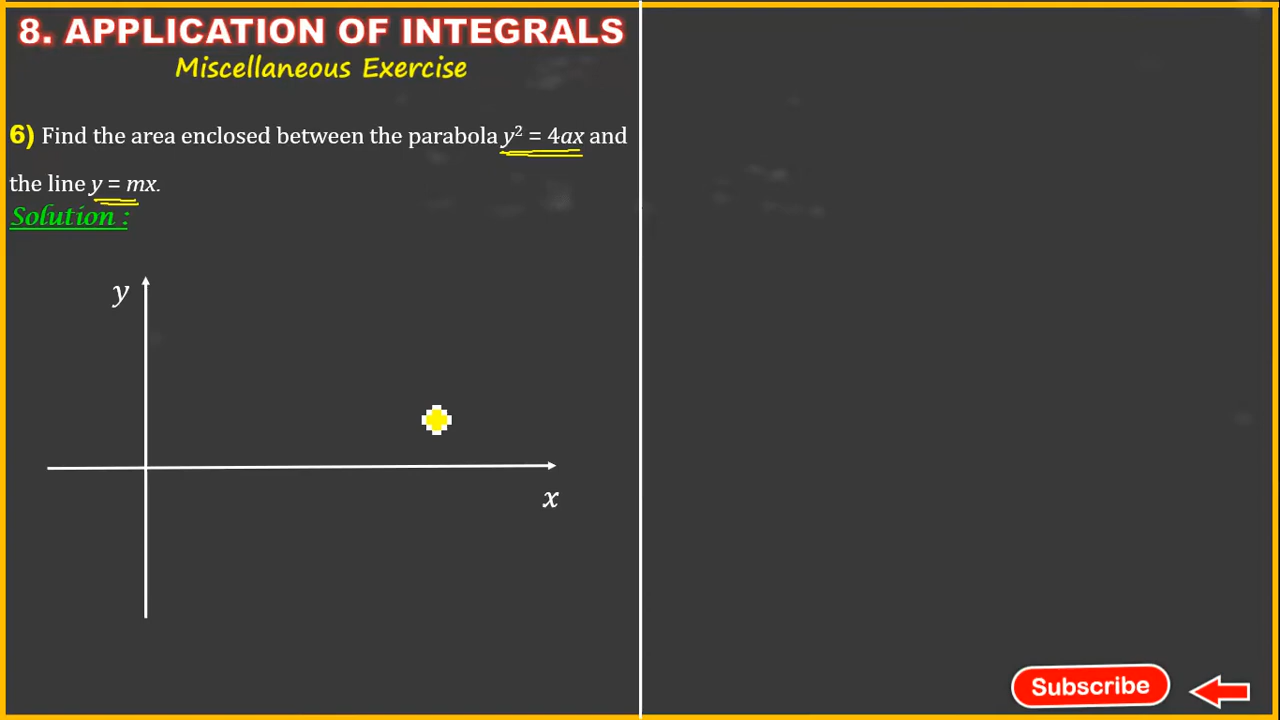 8. APPLICATION OF INTEGRALS
Miscellaneous Exercise
6) Find the area enclosed between the parabola y² = 4ax and
the line y = mx.
Solution :
y
x
Subscribe